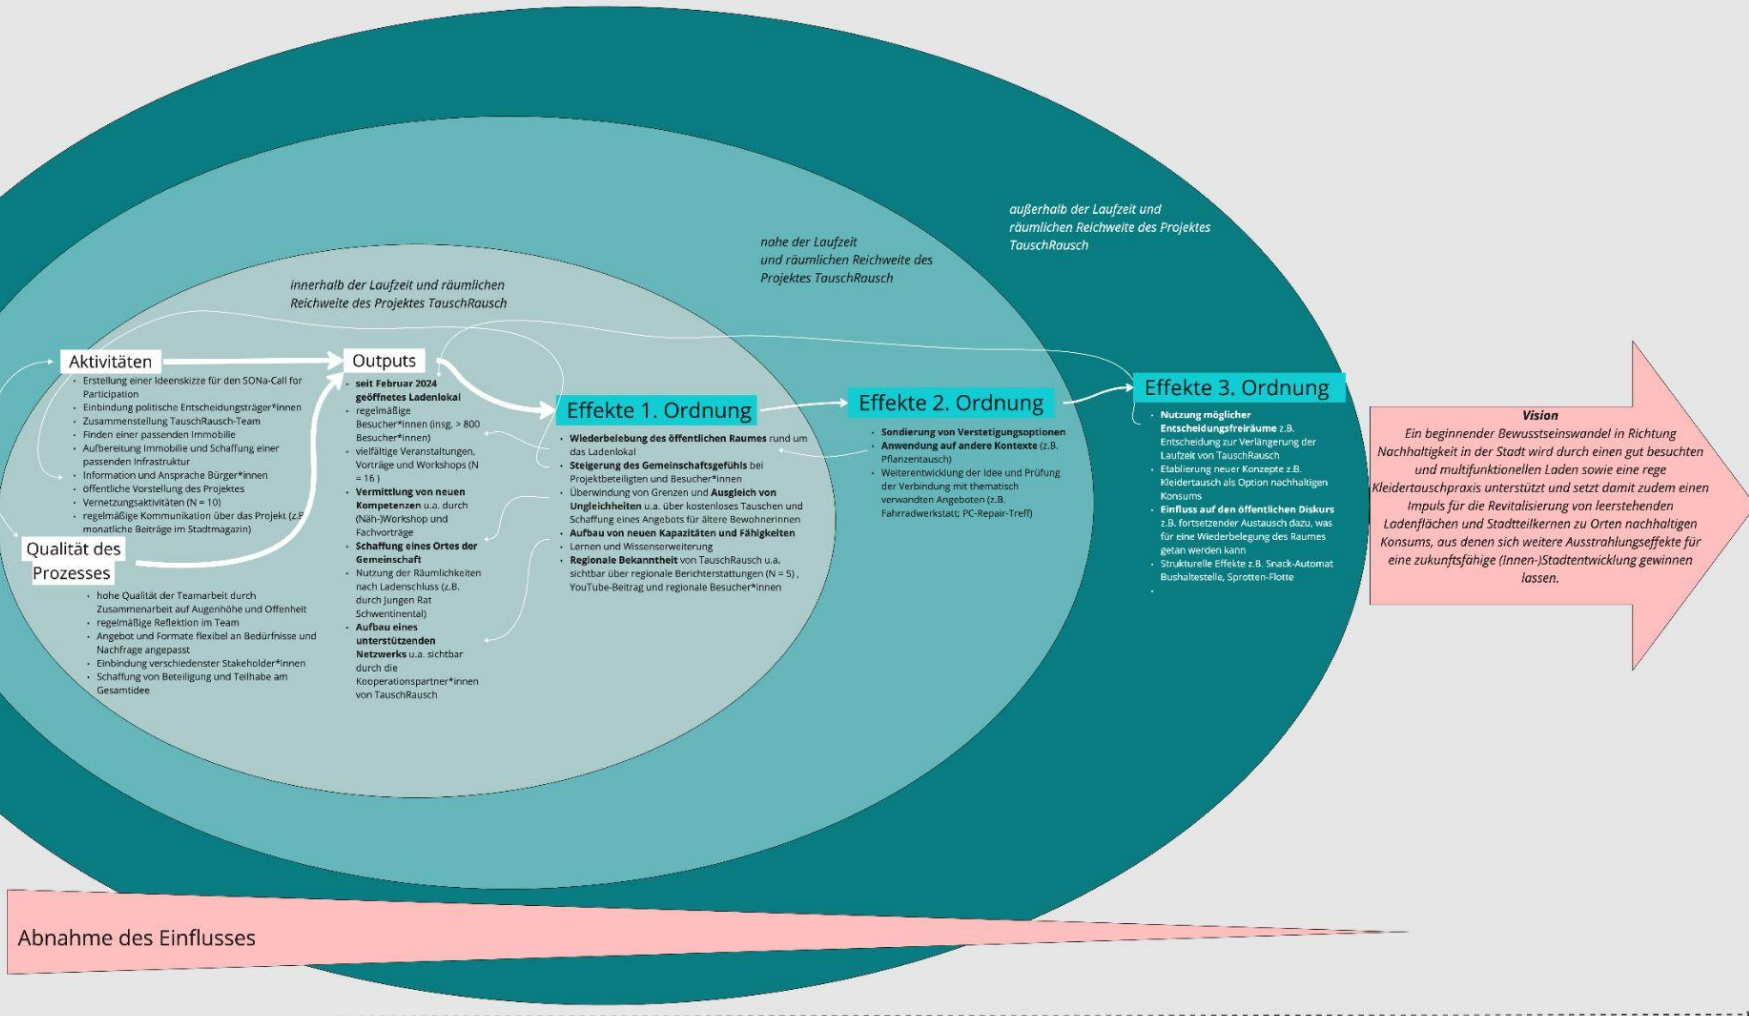 außerhalb der Laufzeit und
räumlichen Reichweite des Projektes
TauschRausch
nahe der Laufzeit
und räumlichen Reichweite des
Projektes TauschRausch
innerhalb der Laufzeit und räumlichen
Reichweite des Projektes TauschRausch
Aktivitäten
· Erstellung einer Ideenskizze für den SONa-Call for
Participation
· Einbindung politische Entscheidungsträger*innen
· Zusammenstellung TauschRausch-Team
· Finden einer passenden Immobilie
· Aufbereitung Immobilie und Schaffung einer
passenden Infrastruktur
· Information und Ansprache Bürger*innen
· öffentliche Vorstellung des Projektes
· Vernetzungsaktivitäten (N = 10)
· regelmäßige Kommunikation über das Projekt (z.B
monatliche Beiträge im Stadtmagazin)
Qualität des
Prozesses
· hohe Qualität der Teamarbeit durch
Zusammenarbeit auf Augenhöhe und Offenheit
· regelmäßige Reflektion im Team
· Angebot und Formate flexibel an Bedürfnisse und
Nachfrage angepasst
· Einbindung verschiedenster Stakeholder*innen
· Schaffung von Beteiligung und Teilhabe am
Gesamtidee
Outputs
· seit Februar 2024
geöffnetes Ladenlokal
· regelmäßige
Besucher*innen (insg. > 800
Besucher*innen)
· vielfältige Veranstaltungen,
Vorträge und Workshops (N
= 16 )
· Vermittlung von neuen
Kompetenzen u.a. durch
(Näh-)Workshop und
Fachvorträge
· Schaffung eines Ortes der
Gemeinschaft
· Nutzung der Räumlichkeiten
nach Ladenschluss (z.B.
durch Jungen Rat
Schwentinental)
· Aufbau eines
unterstützenden
Netzwerks u.a. sichtbar
durch die
Kooperationspartner*innen
von TauschRausch
Effekte 1. Ordnung
· Wiederbelebung des öffentlichen Raumes rund um
das Ladenlokal
· Steigerung des Gemeinschaftsgefühls bei
Projektbeteiligten und Besucher*innen
· Überwindung von Grenzen und Ausgleich von
Ungleichheiten u.a. über kostenloses Tauschen und
Schaffung eines Angebots für ältere Bewohnerinnen
· Aufbau von neuen Kapazitäten und Fähigkeiten
· Lernen und Wissenserweiterung
· Regionale Bekanntheit von TauschRausch u.a.
sichtbar über regionale Berichterstattungen (N = 5) ,
YouTube-Beitrag und regionale Besucher*innen
Effekte 2. Ordnung
· Sondierung von Verstetigungsoptionen
· Anwendung auf andere Kontexte (z.B.
Pflanzentausch)
· Weiterentwicklung der Idee und Prüfung
der Verbindung mit thematisch
verwandten Angeboten (z.B.
Fahrradwerkstatt; PC-Repair-Treff)
Effekte 3. Ordnung
· Nutzung möglicher
Entscheidungsfreiräume z.B.
Entscheidung zur Verlängerung der
Laufzeit von TauschRausch
· Etablierung neuer Konzepte z.B.
Kleidertausch als Option nachhaltigen
Konsums
· Einfluss auf den öffentlichen Diskurs
z.B. fortsetzender Austausch dazu, was
für eine Wiederbelegung des Raumes
getan werden kann
· Strukturelle Effekte z.B. Snack-Automat
Bushaltestelle, Sprotten-Flotte
·
Vision
Ein beginnender Bewusstseinswandel in Richtung
Nachhaltigkeit in der Stadt wird durch einen gut besuchten
und multifunktionellen Laden sowie eine rege
Kleidertauschpraxis unterstützt und setzt damit zudem einen
Impuls für die Revitalisierung von leerstehenden
Ladenflächen und Stadtteilkernen zu Orten nachhaltigen
Konsums, aus denen sich weitere Ausstrahlungseffekte für
eine zukunftsfähige (Innen-)Stadtentwicklung gewinnen
lassen.
Abnahme des Einflusses